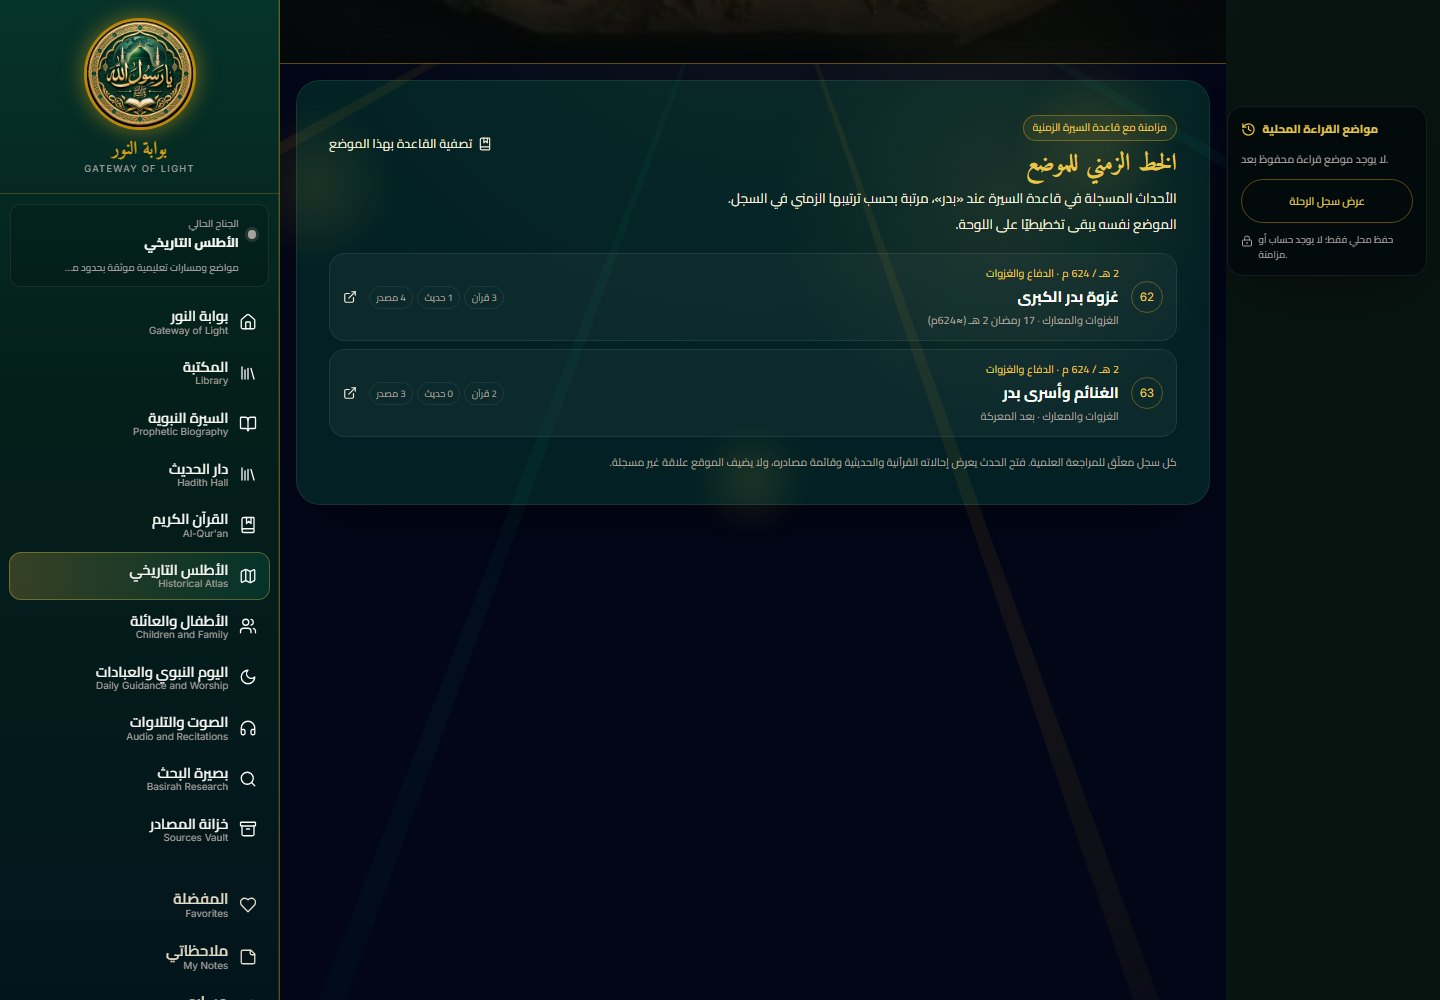 يا رسول الله
بوابة النور
GATEWAY OF LIGHT
الجناح الحالي
الأطلس التاريخي
مواضع ومسارات تعليمية موثقة بحدود مـ...
بوابة النور
Gateway of Light
المكتبة
Library
السيرة النبوية
Prophetic Biography
دار الحديث
Hadith Hall
القرآن الكريم
Al-Qur'an
الأطلس التاريخي
Historical Atlas
الأطفال والعائلة
Children and Family
اليوم النبوي والعبادات
Daily Guidance and Worship
الصوت والتلاوات
Audio and Recitations
بصيرة البحث
Basirah Research
خزانة المصادر
Sources Vault
المفضلة
Favorites
ملاحظاتي
My Notes
مزامنة مع قاعدة السيرة الزمنية
الخط الزمني للموضع
تصفية القاعدة بهذا الموضع
الأحداث المسجلة في قاعدة السيرة عند «بدر»، مرتبة بحسب ترتيبها الزمني في السجل.
الموضع نفسه يبقى تخطيطيًا على اللوحة.
62
2 هـ / 624 م · الدفاع والغزوات
غزوة بدر الكبرى
الغزوات والمعارك · 17 رمضان 2 هـ (≈624م)
3 قرآن
1 حديث
4 مصدر
63
2 هـ / 624 م · الدفاع والغزوات
الغنائم وأسرى بدر
الغزوات والمعارك · بعد المعركة
2 قرآن
0 حديث
3 مصدر
كل سجل معلّق للمراجعة العلمية. فتح الحدث يعرض إحالاته القرآنية والحديثية وقائمة مصادره، ولا يضيف الموقع علاقة غير مسجلة.
مواضع القراءة المحلية
لا يوجد موضع قراءة محفوظ بعد.
عرض سجل الرحلة
حفظ محلي فقط؛ لا يوجد حساب أو
مزامنة.